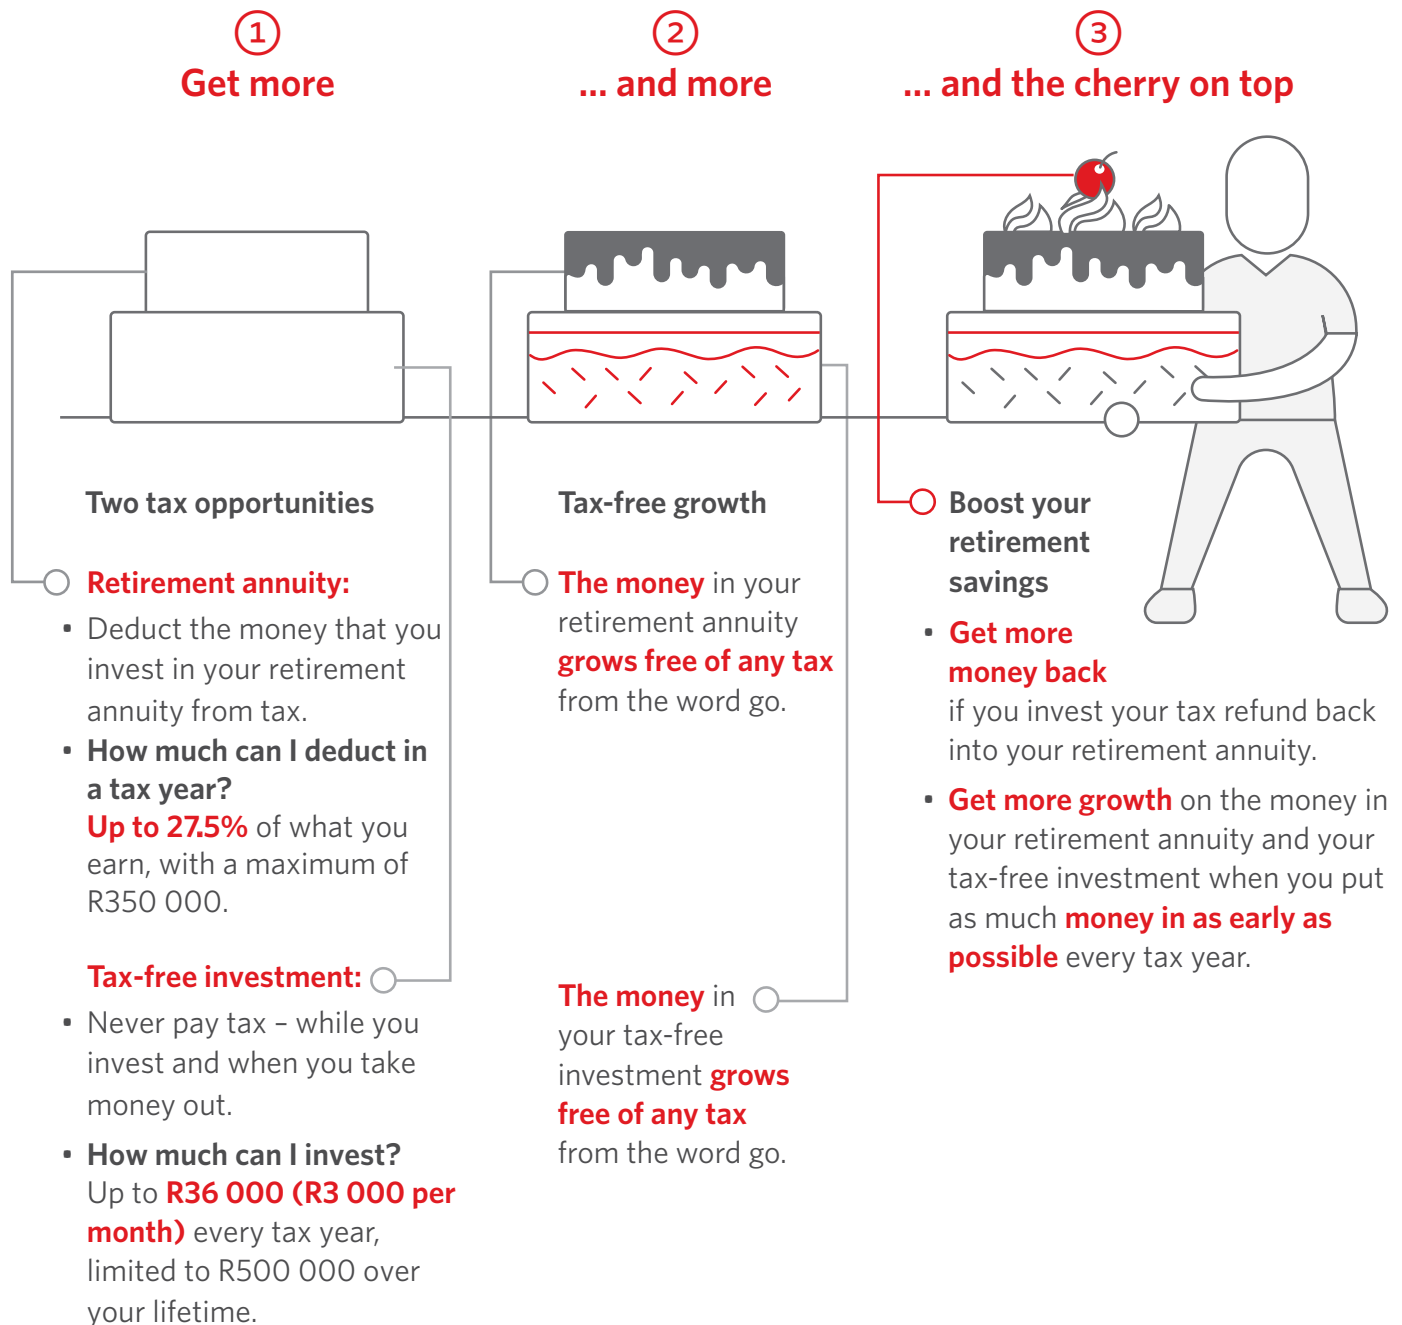 1
Get more
Two tax opportunities
Retirement annuity:
• Deduct the money that you
invest in your retirement
annuity from tax.
• How much can I deduct in
a tax year?
Up to 27.5% of what you
earn, with a maximum of
R350 000.
Tax-free investment:
• Never pay tax – while you
invest and when you take
money out.
• How much can I invest?
Up to R36 000 (R3 000 per
month) every tax year,
limited to R500 000 over
your lifetime.
2
... and more
Tax-free growth
The money in your
retirement annuity
grows free of any tax
from the word go.
The money in
your tax-free
investment grows
free of any tax
from the word go.
3
... and the cherry on top
Boost your
retirement
savings
• Get more
money back
if you invest your tax refund back
into your retirement annuity.
• Get more growth on the money in
your retirement annuity and your
tax-free investment when you put
as much money in as early as
possible every tax year.